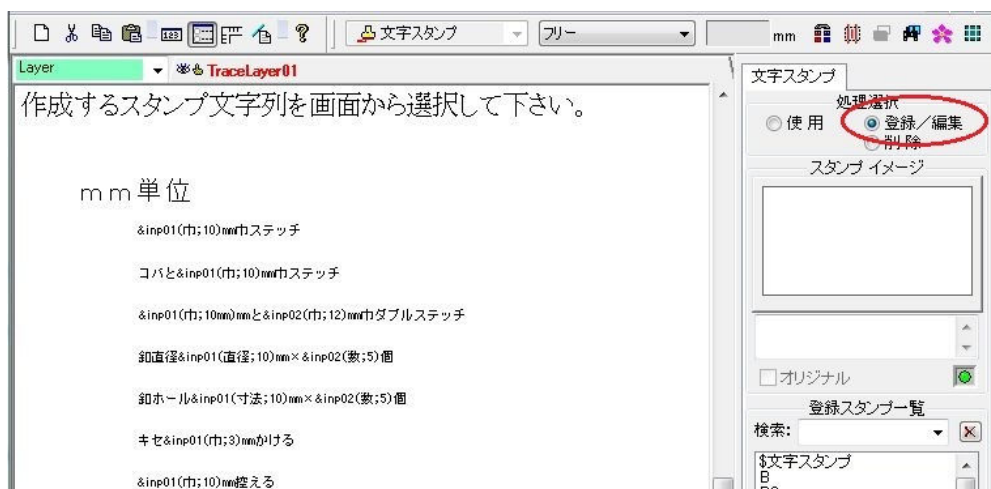 123
文字スタンプ
フリー
mm
Layer
TraceLayer01
作成するスタンプ文字列を画面から選択して下さい。
mm単位
&inp01(巾;10)mm巾ステッチ
コバと&inp01(巾;10)mm巾ステッチ
&inp01(巾;10mm)mmと&inp02(巾;12)mm巾ダブルステッチ
釦直径&inp01(直径;10)mm×&inp02(数;5)個
釦ホール&inp01(寸法;10)mm×&inp02(数;5)個
キセ&inp01(巾;3)mmかける
&inp01(巾;10)mm控える
文字スタンプ
処理選択
使用
登録/編集
削除
スタンプ イメージ
オリジナル
登録スタンプ一覧
検索:
$文字スタンプ
B